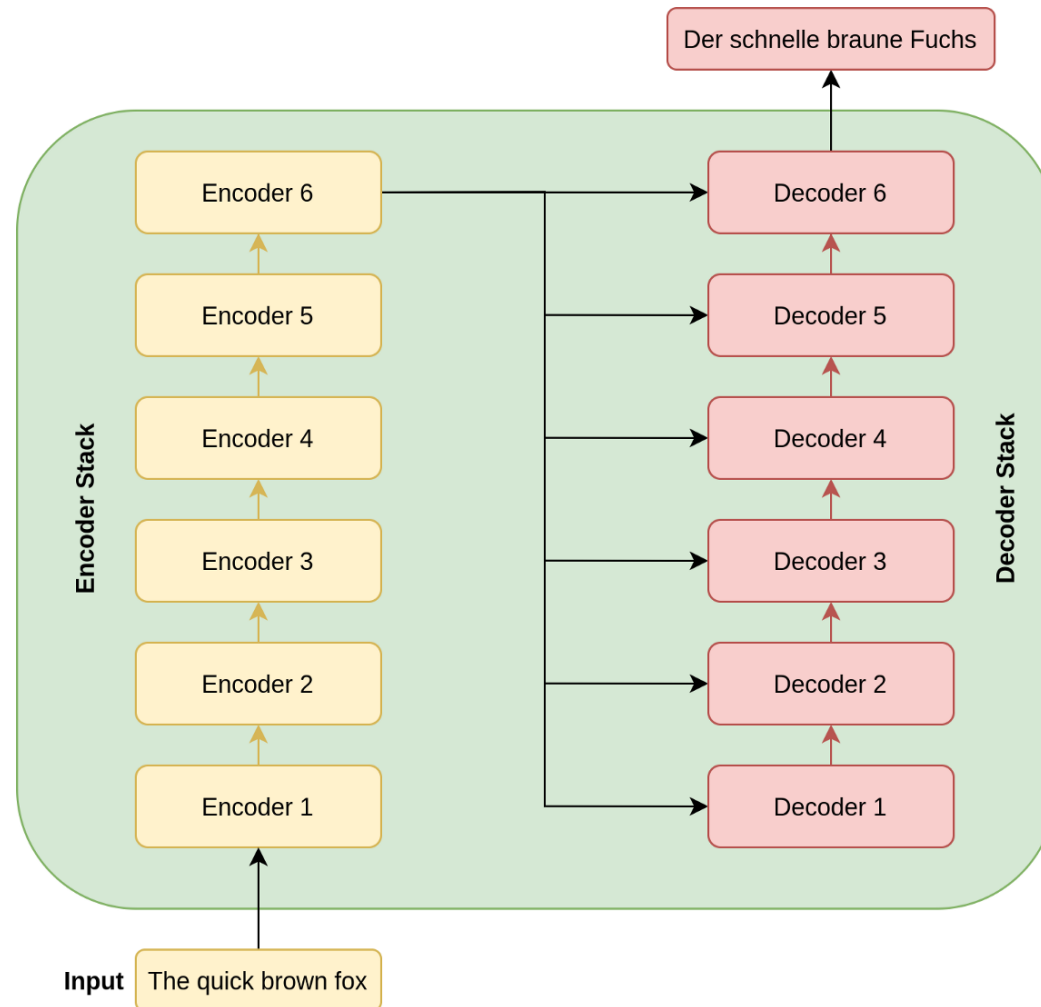 Der schnelle braune Fuchs
Encoder 6
Decoder 6
Encoder 5
Decoder 5
Encoder 4
Decoder 4
Encoder Stack
Decoder Stack
Encoder 3
Decoder 3
Encoder 2
Decoder 2
Encoder 1
Decoder 1
Input
The quick brown fox